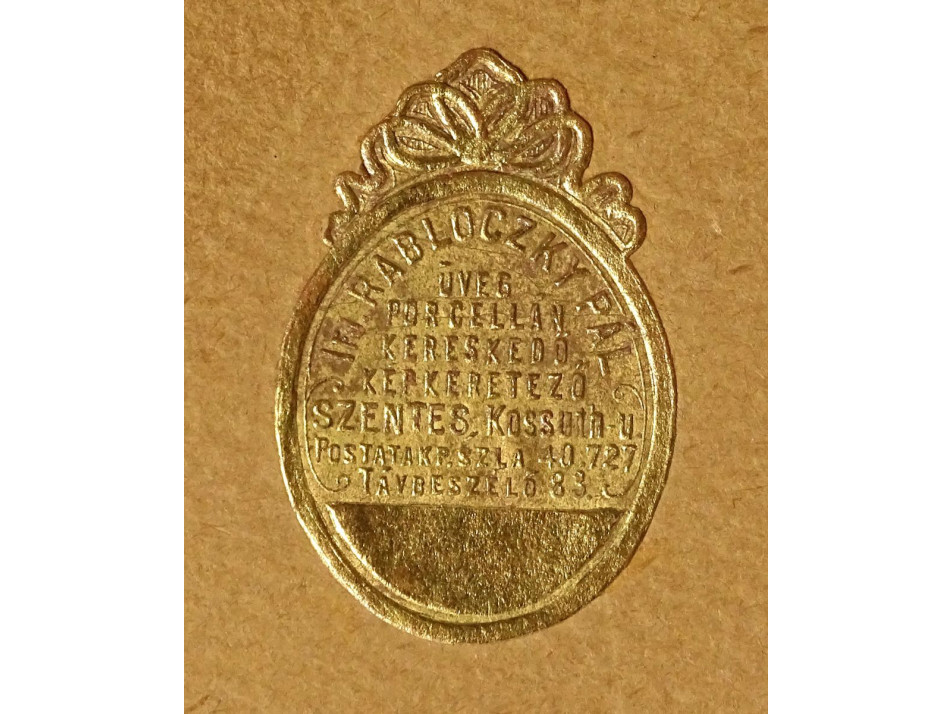 Ifj. RABLOCZKY PÁL
ÜVEG
PORCELLÁN
KERESKEDŐ
KÉPKERETEZŐ
SZENTES, Kossuth-u.
POSTATAKP.SZLA 40.727
TÁVBESZÉLŐ 83.